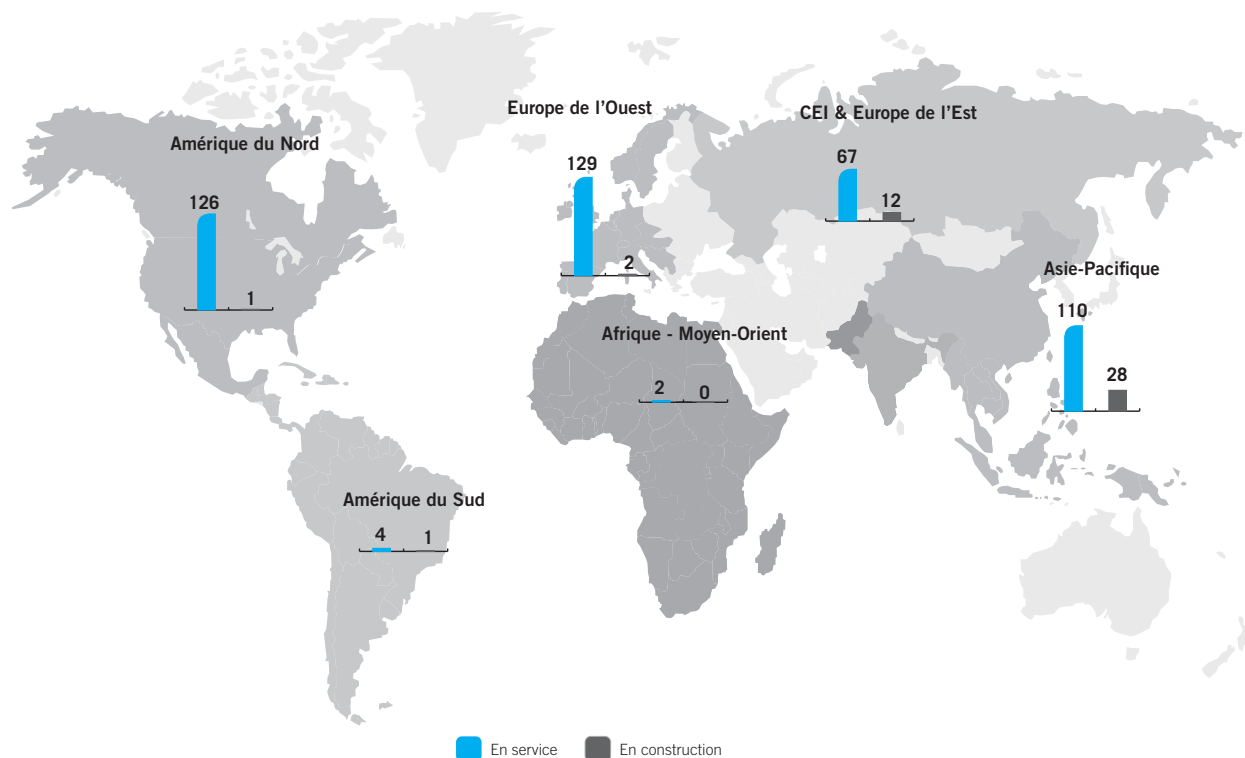 Europe de l'Ouest
CEI & Europe de l'Est
Amérique du Nord
129
67
126
12
2
1
Asie-Pacifique
110
Afrique - Moyen-Orient
28
2
0
Amérique du Sud
4
1
En service
En construction